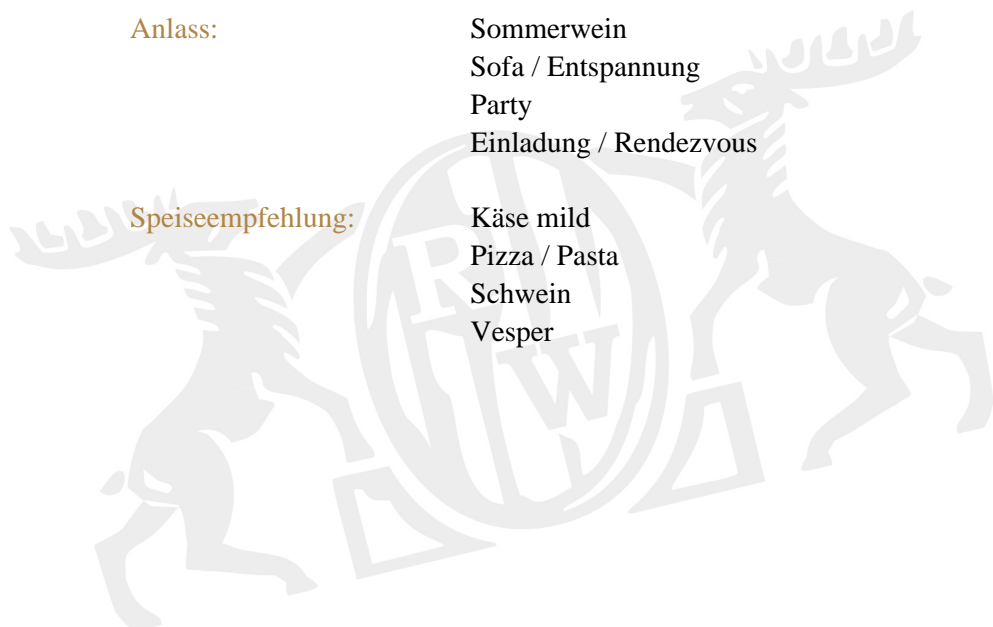 Anlass: Sommerwein
Sofa / Entspannung
Party
Einladung / Rendezvous
Speiseempfehlung: Käse mild
Pizza / Pasta
Schwein
Vesper
R W